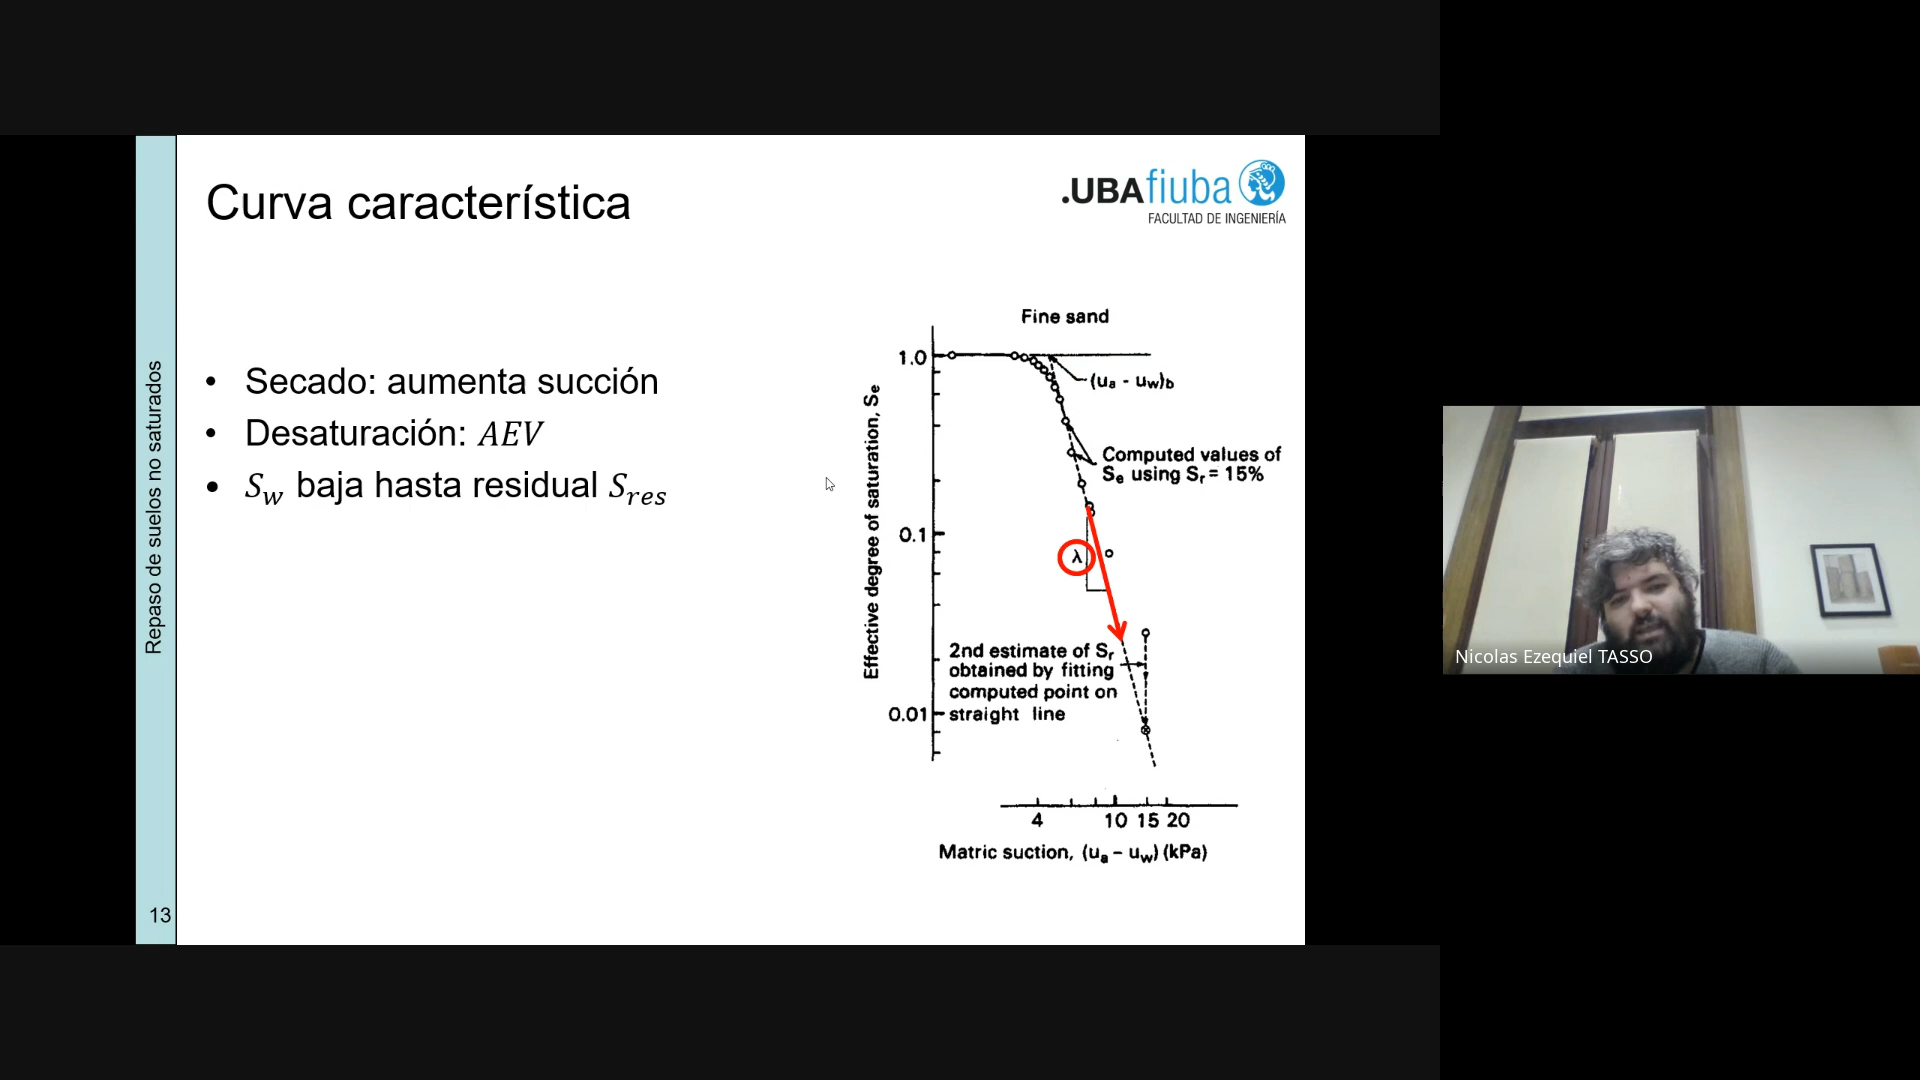 Curva característica
.UBAfiuba
FACULTAD DE INGENIERÍA
Repaso de suelos no saturados
13
• Secado: aumenta succión
• Desaturación: AEV
• Sw baja hasta residual Sres
Fine sand
Effective degree of saturation, Se
1.0
0.1
0.01
(ua - uw)b
Computed values of
Se using Sr = 15%
λ
2nd estimate of Sr
obtained by fitting
computed point on
straight line
4 10 15 20
Matric suction, (ua – uw) (kPa)
Nicolas Ezequiel TASSO